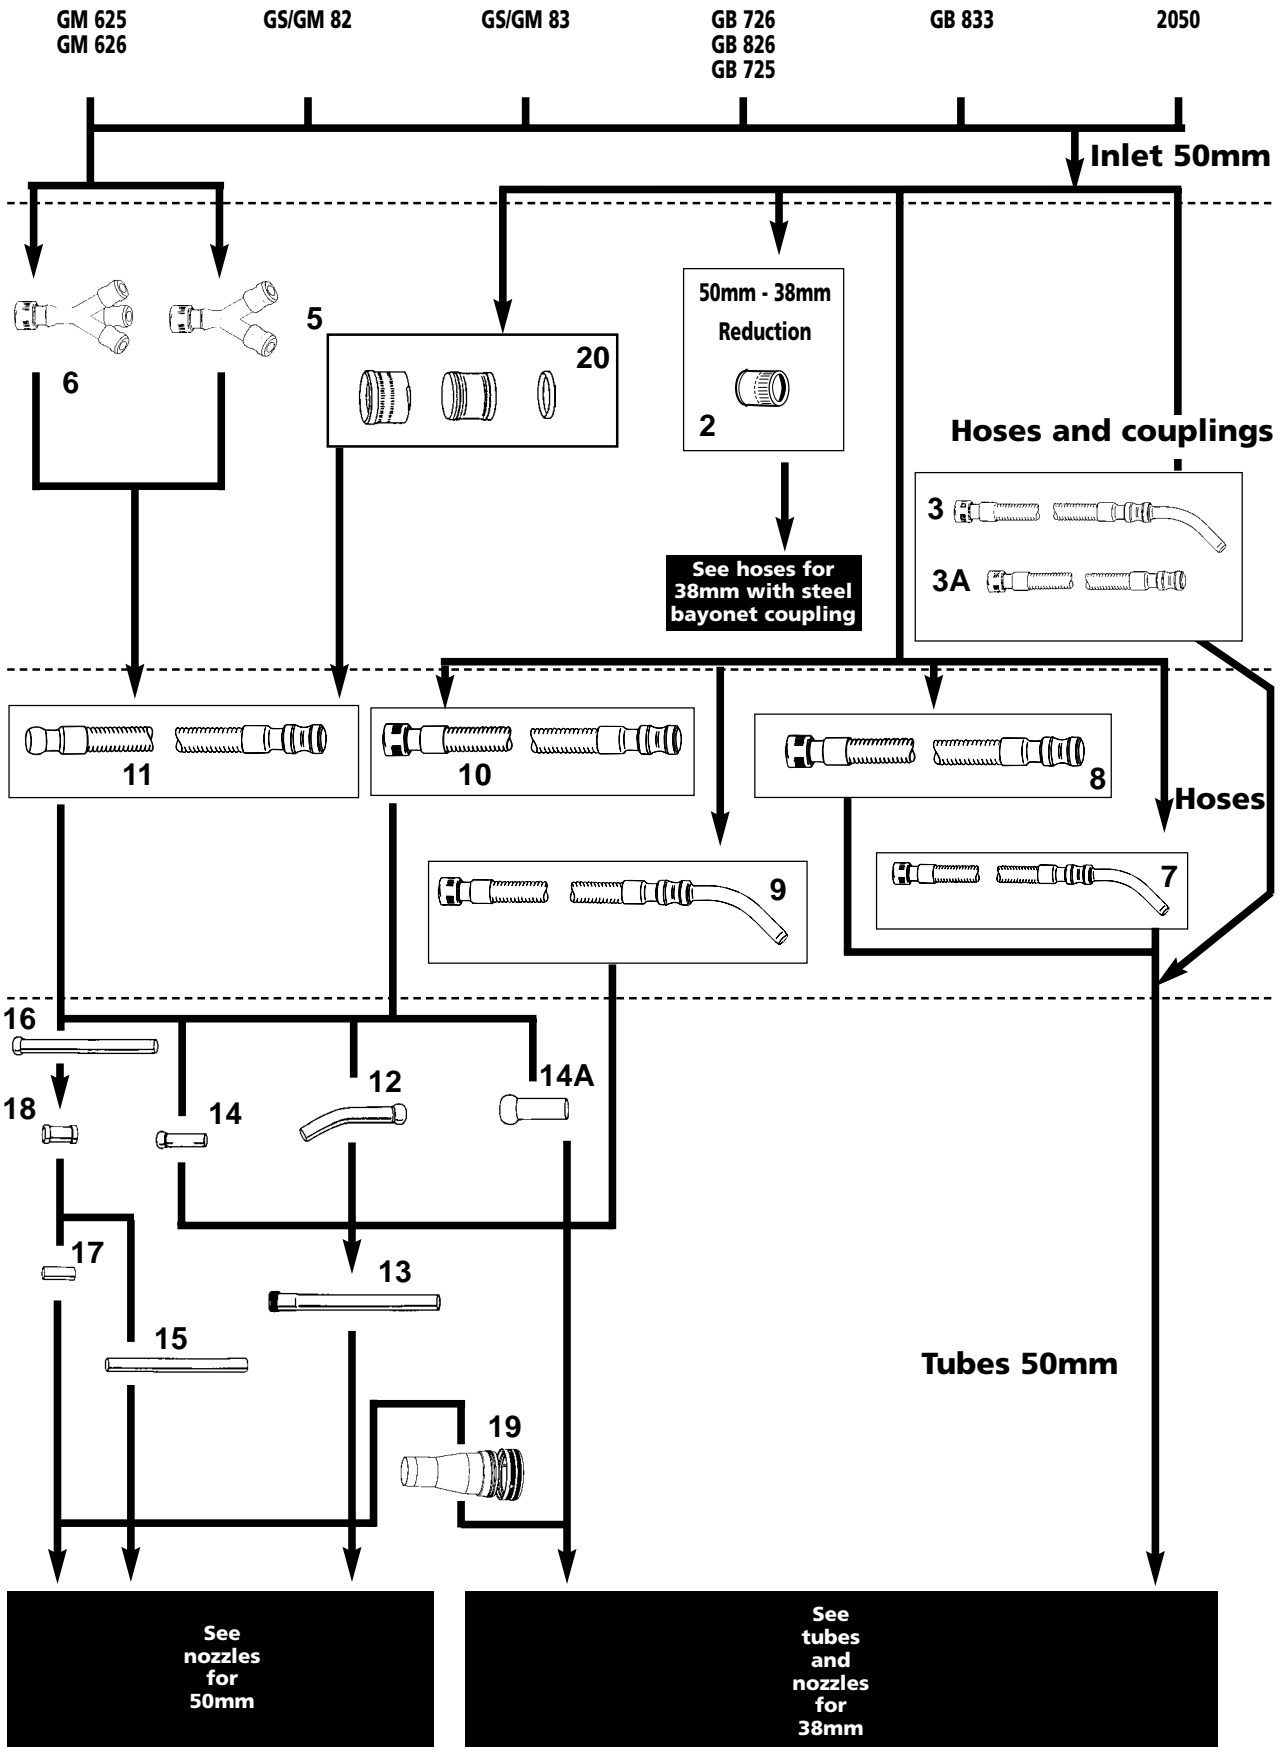 GM 625
GM 626
GS/GM 82
GS/GM 83
GB 726
GB 826
GB 725
GB 833
2050
Inlet 50mm
5
6
20
50mm - 38mm
Reduction
2
Hoses and couplings
3
3A
See hoses for
38mm with steel
bayonet coupling
11
10
8
Hoses
9
7
16
18
14
12
14A
17
13
15
Tubes 50mm
19
See
nozzles
for
50mm
See
tubes
and
nozzles
for
38mm